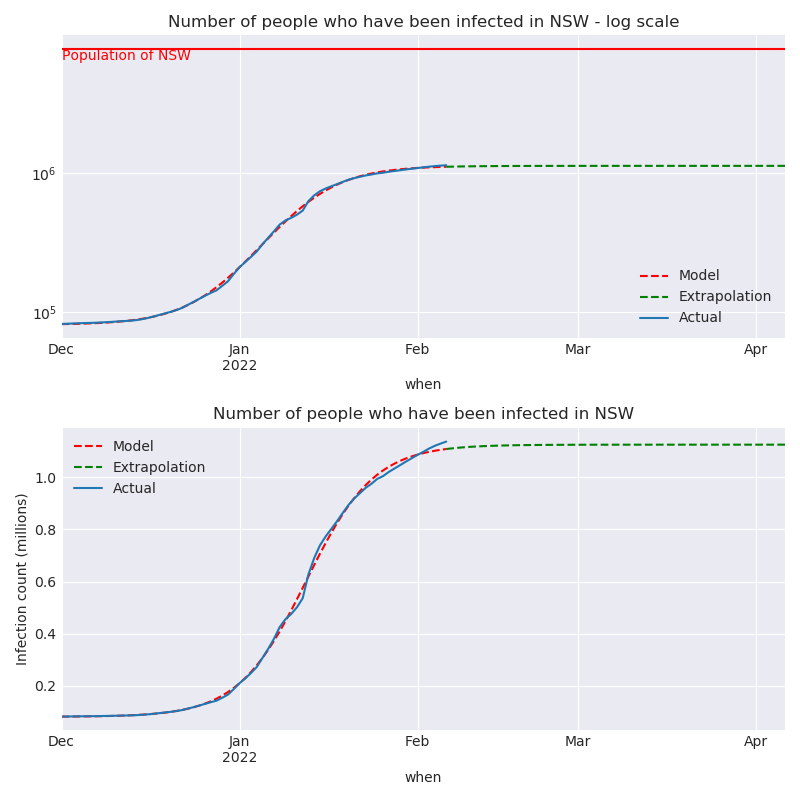 Number of people who have been infected in NSW - log scale
Population of NSW
10^6
10^5
Model
Extrapolation
Actual
Dec Jan Feb Mar Apr
2022
when
Number of people who have been infected in NSW
Model
Extrapolation
Actual
Infection count (millions)
1.0
0.8
0.6
0.4
0.2
Dec Jan Feb Mar Apr
2022
when